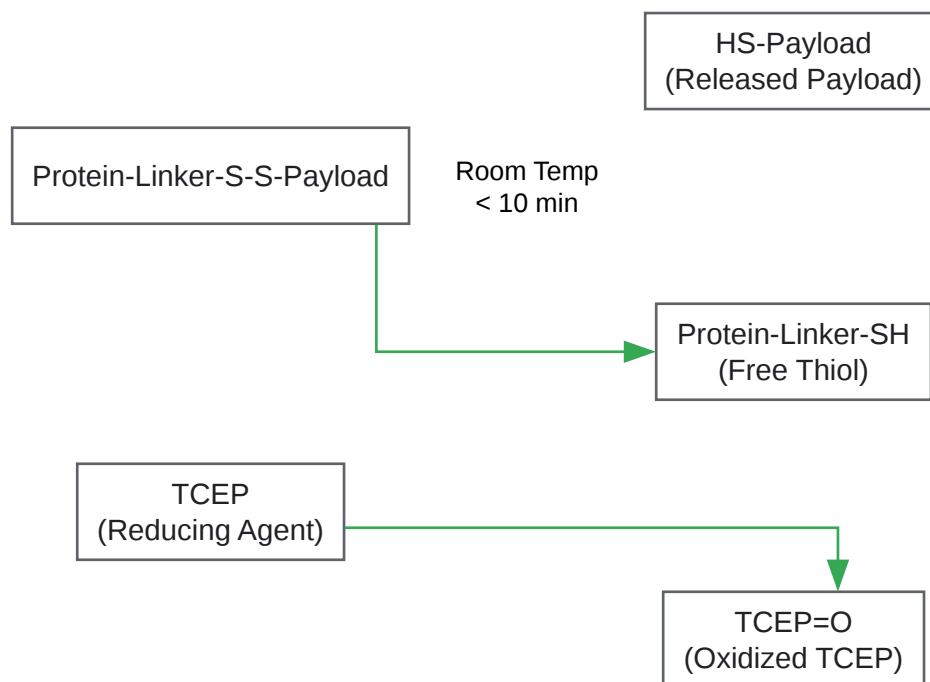 HS-Payload
(Released Payload)
Protein-Linker-S-S-Payload
Room Temp
< 10 min
Protein-Linker-SH
(Free Thiol)
TCEP
(Reducing Agent)
TCEP=O
(Oxidized TCEP)